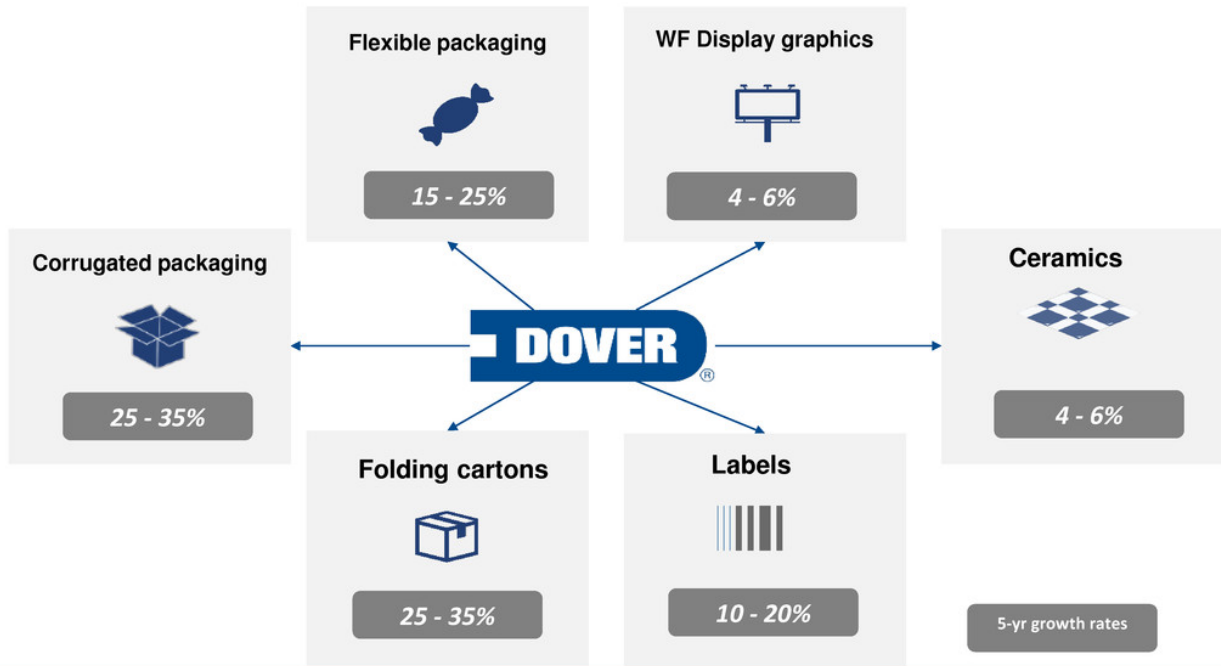 Flexible packaging
15 - 25%
WF Display graphics
4 - 6%
Corrugated packaging
25 - 35%
DOVER
®
Ceramics
4 - 6%
Folding cartons
25 - 35%
Labels
10 - 20%
5-yr growth rates